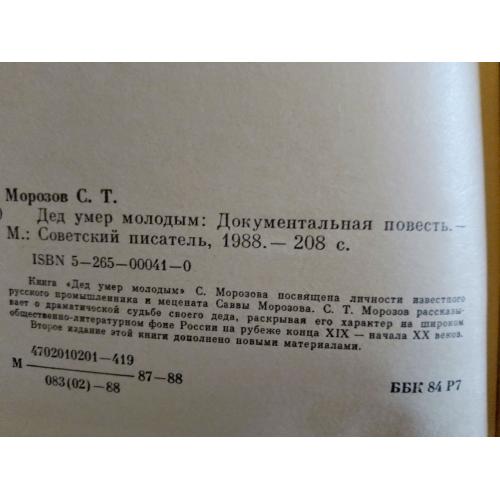 Морозов С. Т.
) Дед умер молодым: Документальная повесть.—
М.: Советский писатель, 1988.— 208 с.
ISBN 5—265—00041—0
Книга «Дед умер молодым» С. Морозова посвящена личности известного
русского промышленника и мецената Саввы Морозова. С. Т. Морозов рассказы-
вает о драматической судьбе своего деда, раскрывая его характер на широком
общественно-литературном фоне России на рубеже конца XIX — начала XX веков.
Второе издание этой книги дополнено новыми материалами.
4702010201—419
М — 87—88
083(02)—88
ББК 84 Р7